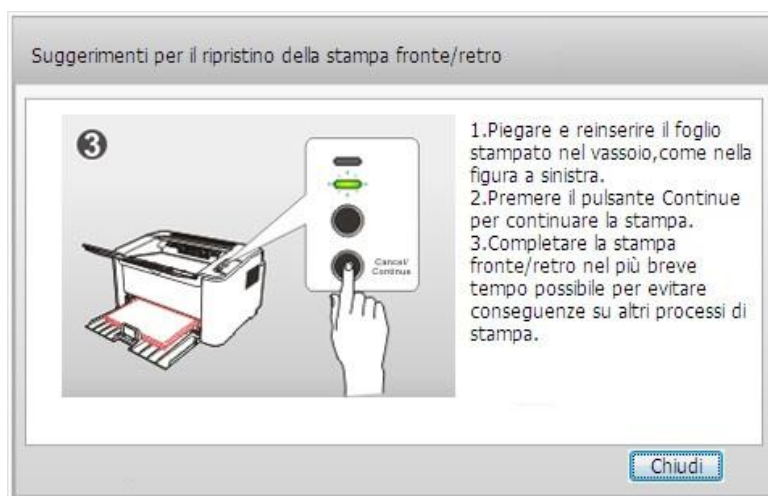 Suggerimenti per il ripristino della stampa fronte/retro
3
Cancel/
Continue
1.Piegare e reinserire il foglio
stampato nel vassoio,come nella
figura a sinistra.
2.Premere il pulsante Continue
per continuare la stampa.
3.Completare la stampa
fronte/retro nel più breve
tempo possibile per evitare
conseguenze su altri processi di
stampa.
Chiudi